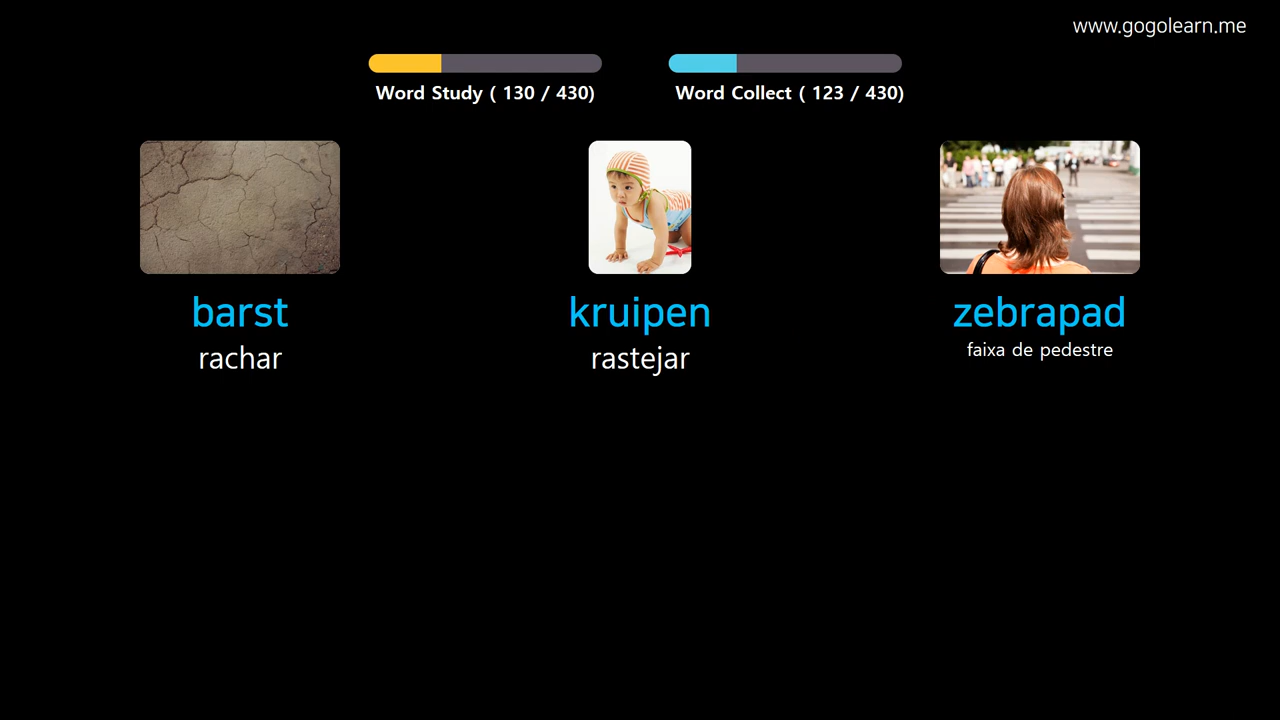 www.gogolearn.me
Word Study ( 130 / 430)
Word Collect ( 123 / 430)
barst
kruipen
zebrapad
rachar
rastejar
faixa de pedestre